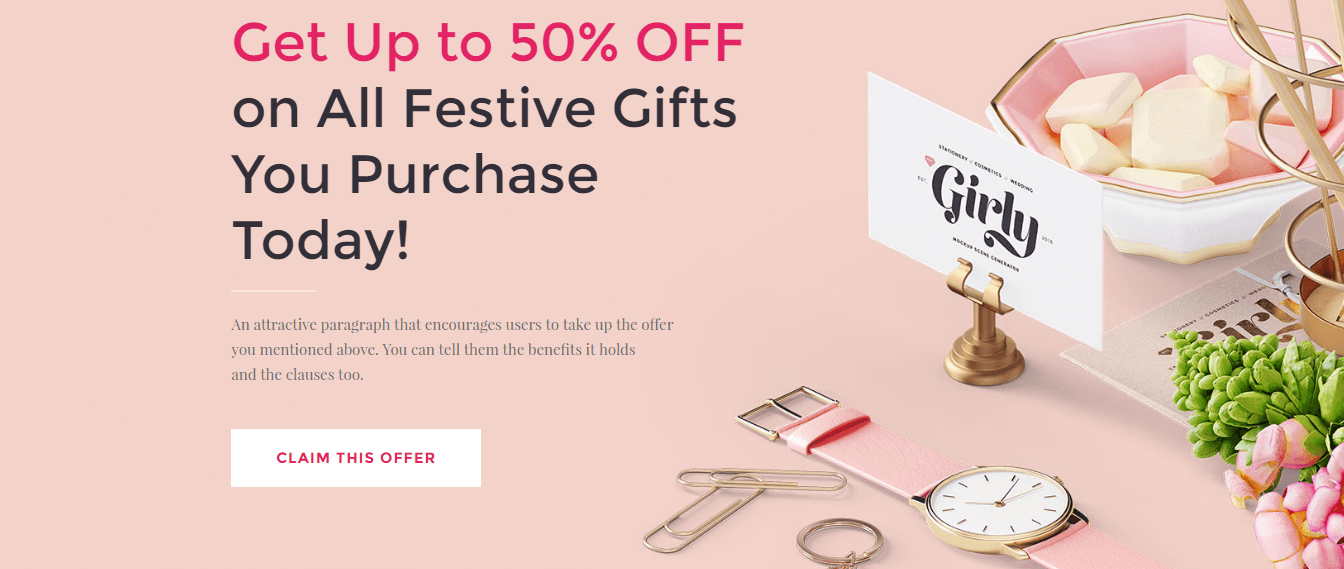 Get Up to 50% OFF
on All Festive Gifts
You Purchase
Today!
An attractive paragraph that encourages users to take up the offer
you mentioned above. You can tell them the benefits it holds
and the clauses too.
CLAIM THIS OFFER
STATIONERY & COSMETICS & WEDDING
EST.
Girly
2016
MOCKUP SCENE GENERATOR
STATIONERY & COSMETICS &